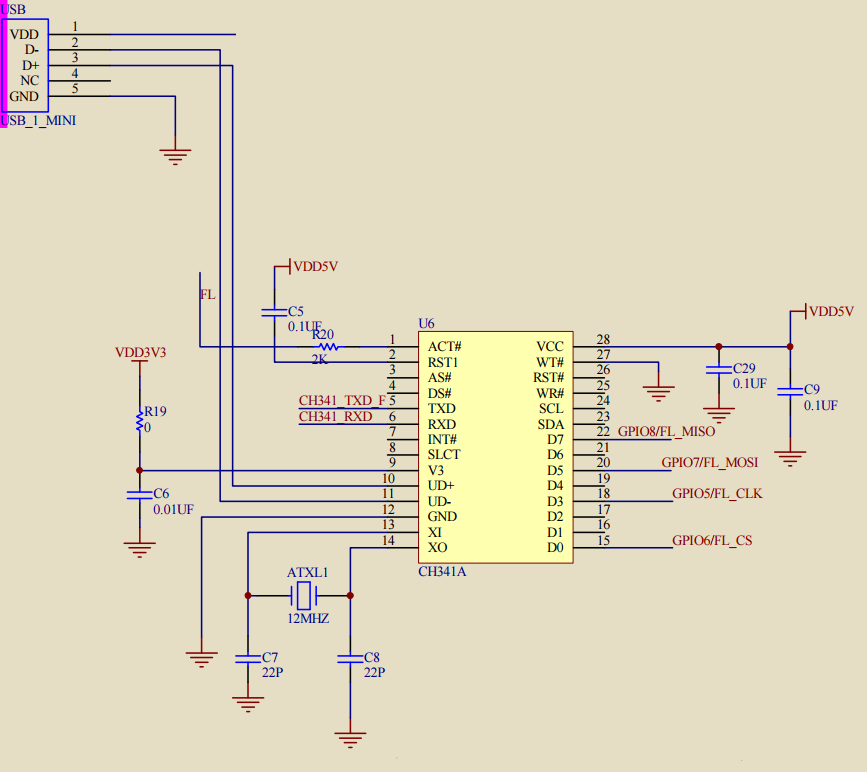 USB
VDD 1
D- 2
D+ 3
NC 4
GND 5
USB_1_MINI
VDD5V
FL
C5
0.1UF
R20
2K
U6
VDD5V
VDD3V3
R19
0
C6
0.01UF
CH341_TXD_F
CH341_RXD
1 ACT# VCC 28
2 RST1 WT# 27
3 AS# RST# 26
4 DS# WR# 25
5 TXD SCL 24
6 RXD SDA 23
7 INT# D7 22
8 SLCT D6 21
9 V3 D5 20
10 UD+ D4 19
11 UD- D3 18
12 GND D2 17
13 XI D1 16
14 XO D0 15
CH341A
C29
0.1UF
C9
0.1UF
GPIO8/FL_MISO
GPIO7/FL_MOSI
GPIO5/FL_CLK
GPIO6/FL_CS
ATXL1
12MHZ
C7
22P
C8
22P